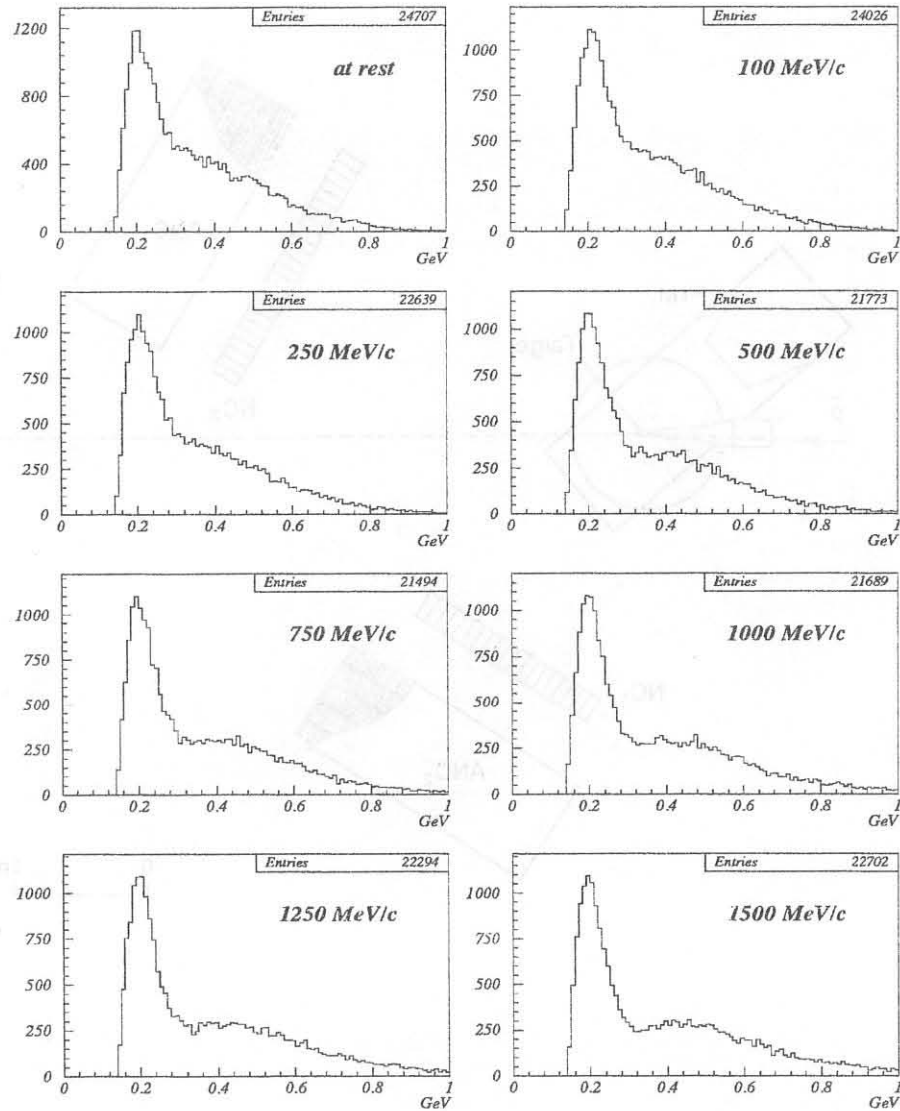 Entries 24707
at rest
1200
800
400
0
0 0.2 0.4 0.6 0.8 1
GeV
Entries 24026
100 MeV/c
1000
750
500
250
0
0 0.2 0.4 0.6 0.8 1
GeV
Entries 22639
250 MeV/c
1000
750
500
250
0
0 0.2 0.4 0.6 0.8 1
GeV
Entries 21773
500 MeV/c
1000
750
500
250
0
0 0.2 0.4 0.6 0.8 1
GeV
Entries 21494
750 MeV/c
1000
750
500
250
0
0 0.2 0.4 0.6 0.8 1
GeV
Entries 21689
1000 MeV/c
1000
750
500
250
0
0 0.2 0.4 0.6 0.8 1
GeV
Entries 22294
1250 MeV/c
1000
750
500
250
0
0 0.2 0.4 0.6 0.8 1
GeV
Entries 22702
1500 MeV/c
1000
750
500
250
0
0 0.2 0.4 0.6 0.8 1
GeV